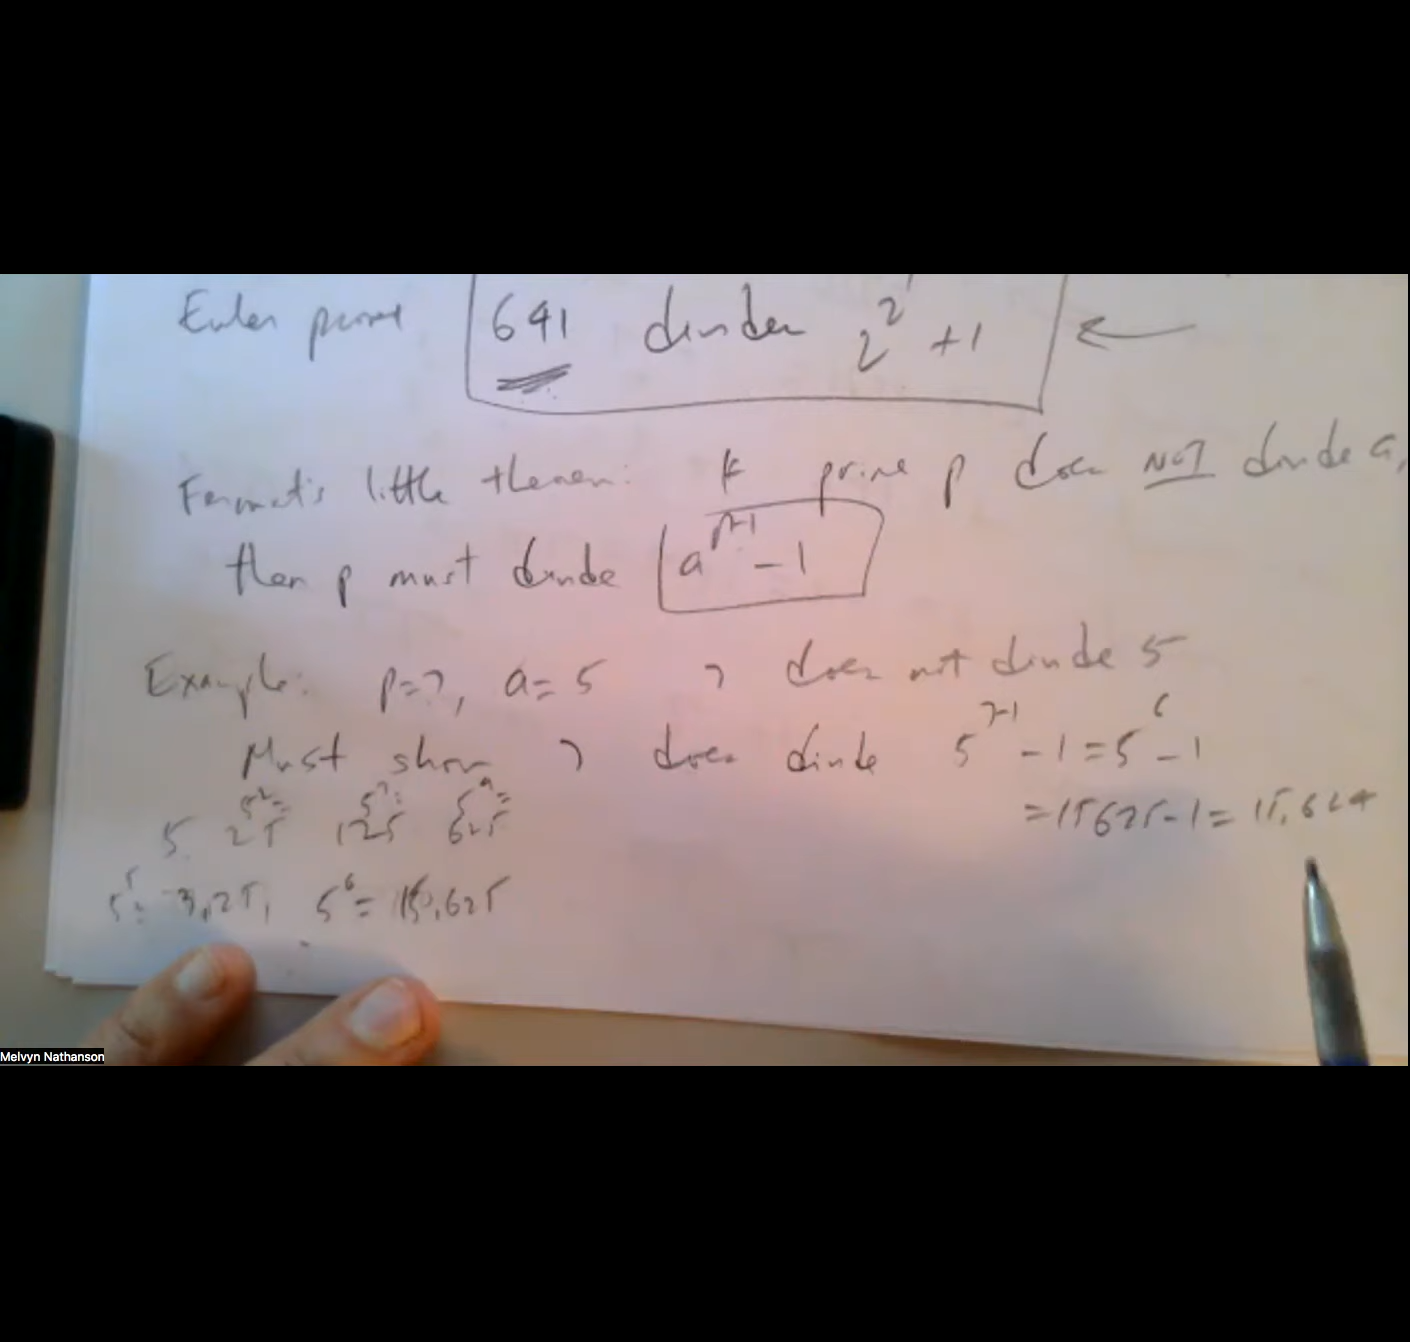 Euler proved 641 divides 2^2^ +1 ←
Fermat's little theorem: If prime p does NOT divide a,
then p must divide a^p-1 - 1
Example: p=7, a=5 7 does not divide 5
Must show 7 does divide 5^7-1 - 1 = 5^6 - 1
= 15625-1 = 15,624
5 5^2= 25 5^3= 125 5^4= 625
5^5= 3,125, 5^6 = 15,625
Melvyn Nathanson